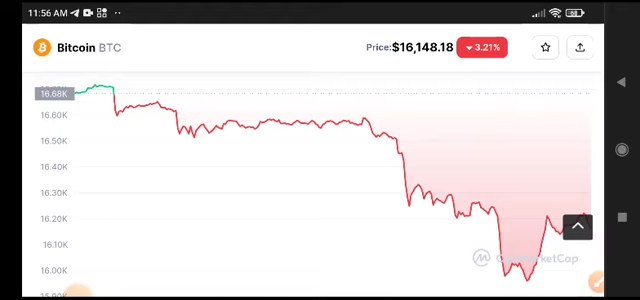 11:56 AM
Bitcoin BTC
Price: $16,148.18 3.21%
16.68K
16.60K
16.50K
16.40K
16.30K
16.20K
16.10K
16.00K